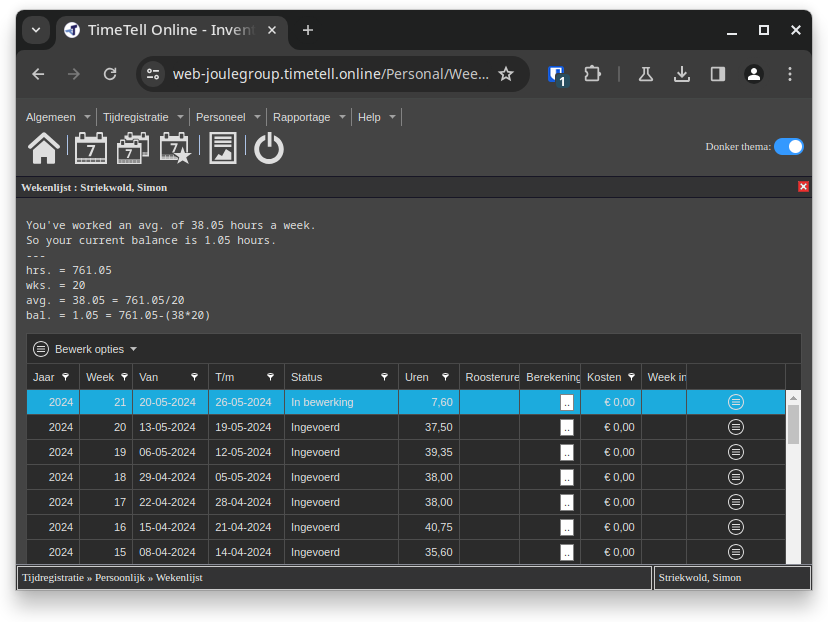 TimeTell Online - Inven
web-joulegroup.timetell.online/Personal/Wee...
1
Algemeen Tijdregistratie Personeel Rapportage Help
7 7 7
Donker thema:
Wekenlijst : Striekwold, Simon
You've worked an avg. of 38.05 hours a week.
So your current balance is 1.05 hours.
---
hrs. = 761.05
wks. = 20
avg. = 38.05 = 761.05/20
bal. = 1.05 = 761.05-(38*20)
Bewerk opties
Jaar Week Van T/m Status Uren Roosterure Berekening Kosten Week in
2024 21 20-05-2024 26-05-2024 In bewerking 7,60 .. € 0,00
2024 20 13-05-2024 19-05-2024 Ingevoerd 37,50 .. € 0,00
2024 19 06-05-2024 12-05-2024 Ingevoerd 39,35 .. € 0,00
2024 18 29-04-2024 05-05-2024 Ingevoerd 38,00 .. € 0,00
2024 17 22-04-2024 28-04-2024 Ingevoerd 38,00 .. € 0,00
2024 16 15-04-2024 21-04-2024 Ingevoerd 40,75 .. € 0,00
2024 15 08-04-2024 14-04-2024 Ingevoerd 35,60 .. € 0,00
Tijdregistratie » Persoonlijk » Wekenlijst Striekwold, Simon